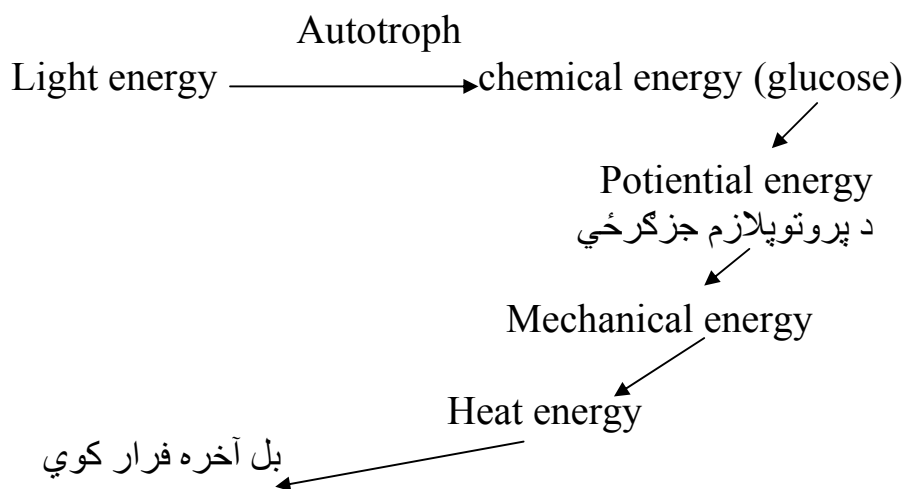 Autotroph
Light energy chemical energy (glucose)
Potiential energy
د پروتوپلازم جزګرځي
Mechanical energy
Heat energy
بل آخره فرار کوي